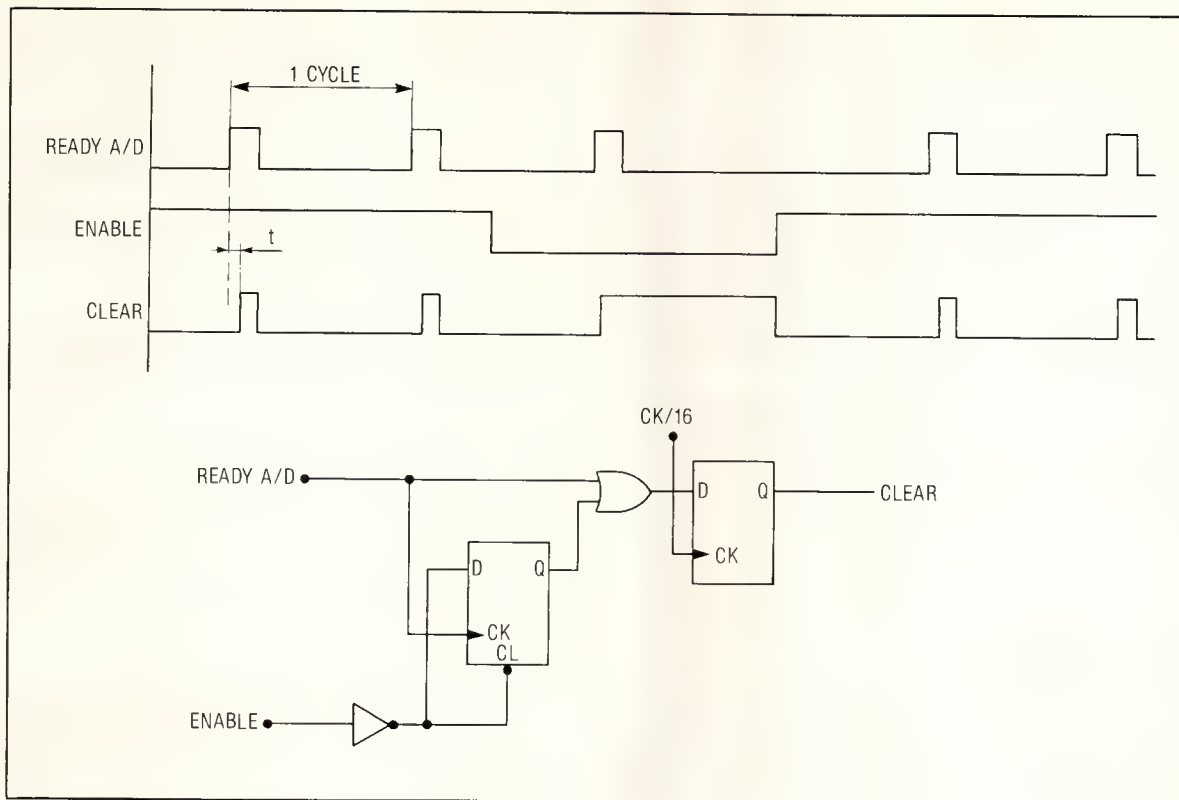 1 CYCLE
READY A/D
ENABLE
t
CLEAR
CK/16
READY A/D
D Q
CLEAR
CK
D Q
CK
CL
ENABLE